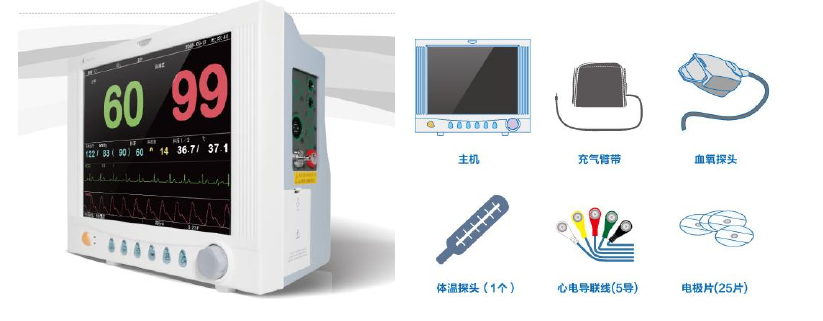 60
99
122 / 83 ( 90 ) 60 14 36.7 / 37.1
主机
充气臂带
血氧探头
体温探头（1个）
心电导联线(5导)
电极片(25片)